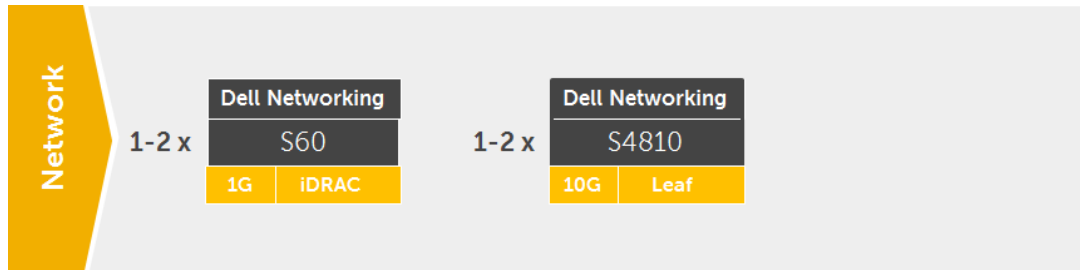 Network
1-2 x
Dell Networking
S60
1G iDRAC
1-2 x
Dell Networking
S4810
10G Leaf